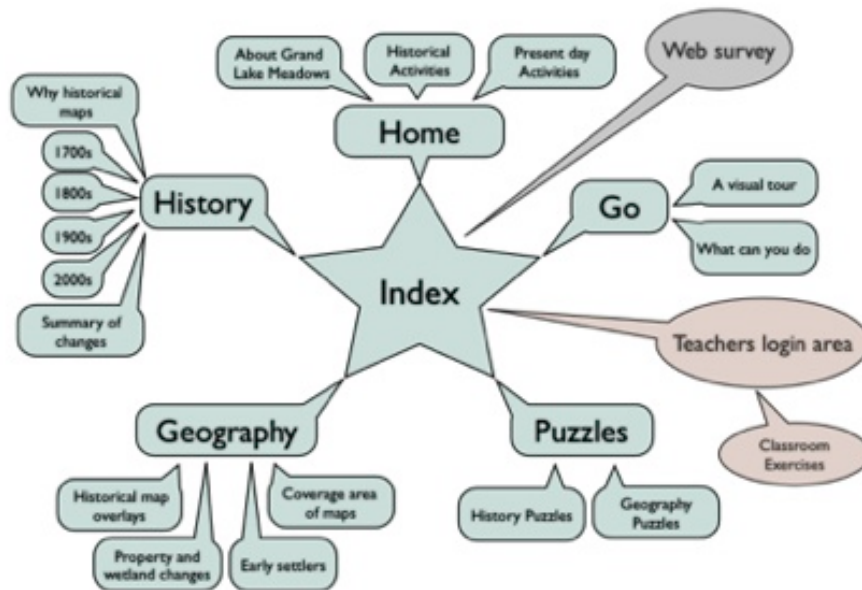 About Grand
Lake Meadows
Historical
Activities
Present day
Activities
Web survey
Home
Why historical
maps
1700s
1800s
1900s
2000s
Summary of
changes
History
Go
A visual tour
What can you do
Index
Teachers login area
Classroom
Exercises
Geography
Historical map
overlays
Property and
wetland changes
Early settlers
Coverage area
of maps
Puzzles
History Puzzles
Geography
Puzzles